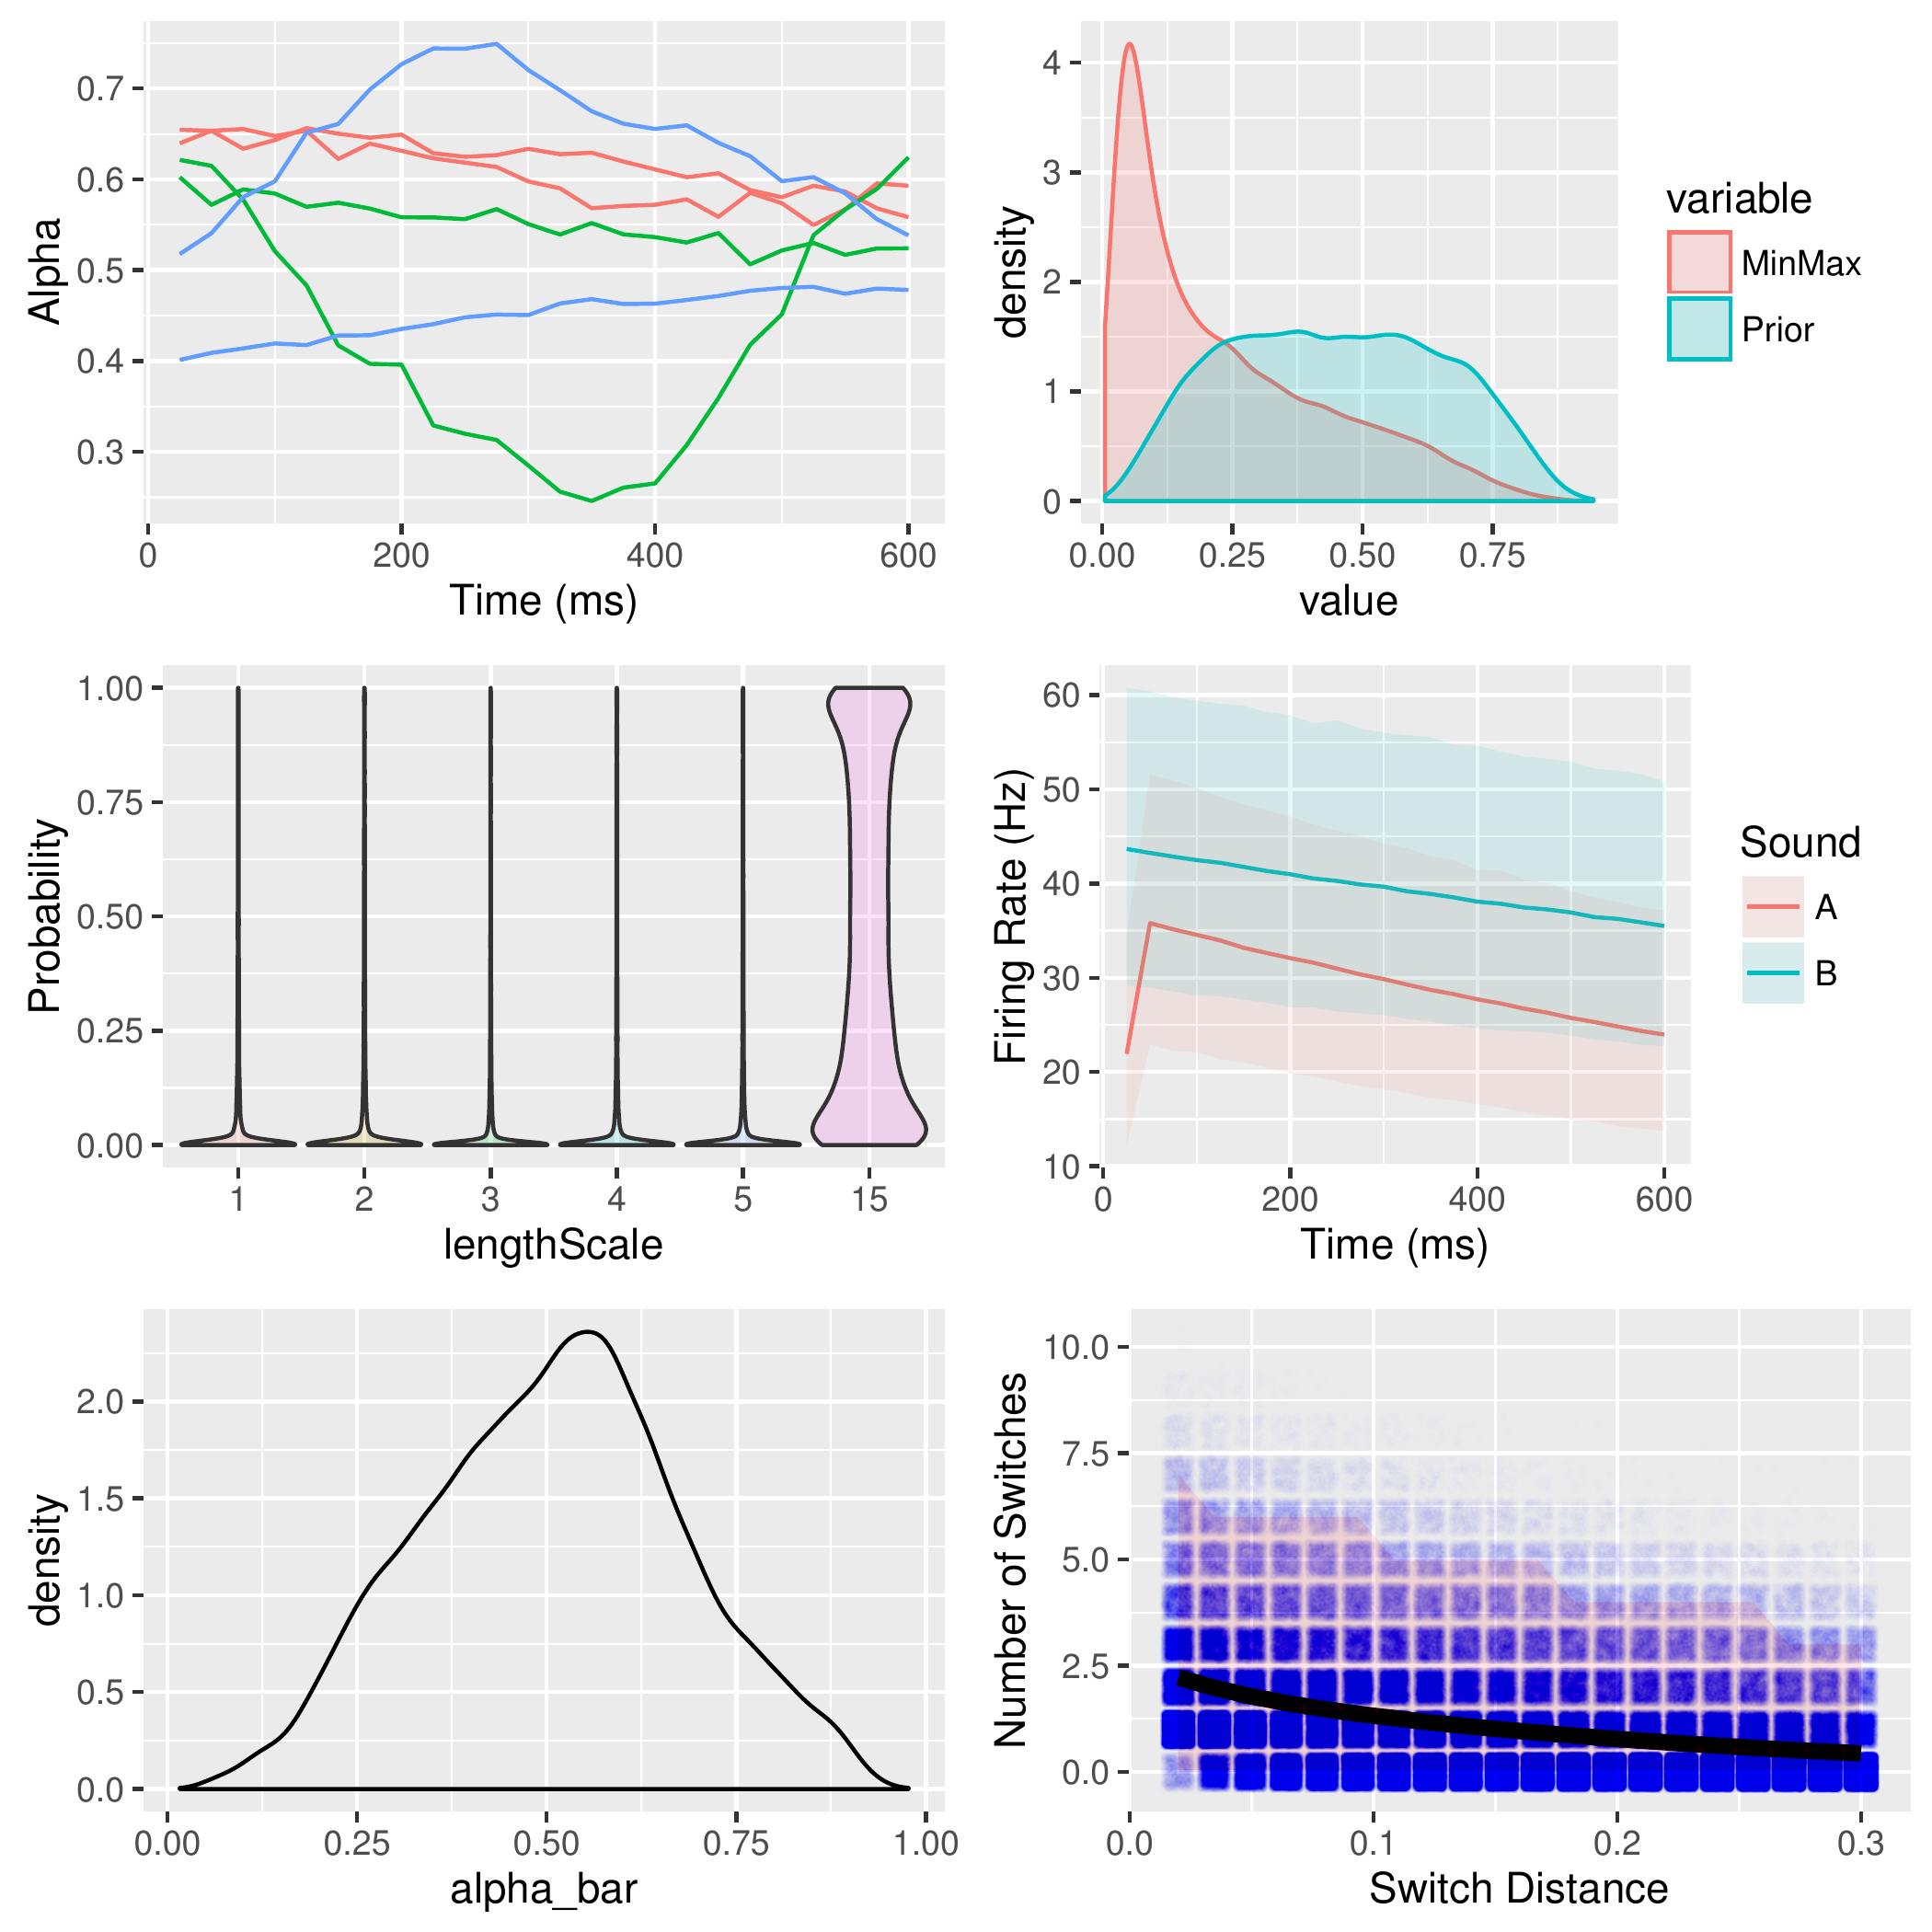 Alpha
0.7
0.6
0.5
0.4
0.3
0 200 400 600
Time (ms)
density
4
3
2
1
0
0.00 0.25 0.50 0.75
value
variable
MinMax
Prior
Probability
1.00
0.75
0.50
0.25
0.00
1 2 3 4 5 15
lengthScale
Firing Rate (Hz)
60
50
40
30
20
10
0 200 400 600
Time (ms)
Sound
A
B
density
2.0
1.5
1.0
0.5
0.0
0.00 0.25 0.50 0.75 1.00
alpha_bar
Number of Switches
10.0
7.5
5.0
2.5
0.0
0.0 0.1 0.2 0.3
Switch Distance